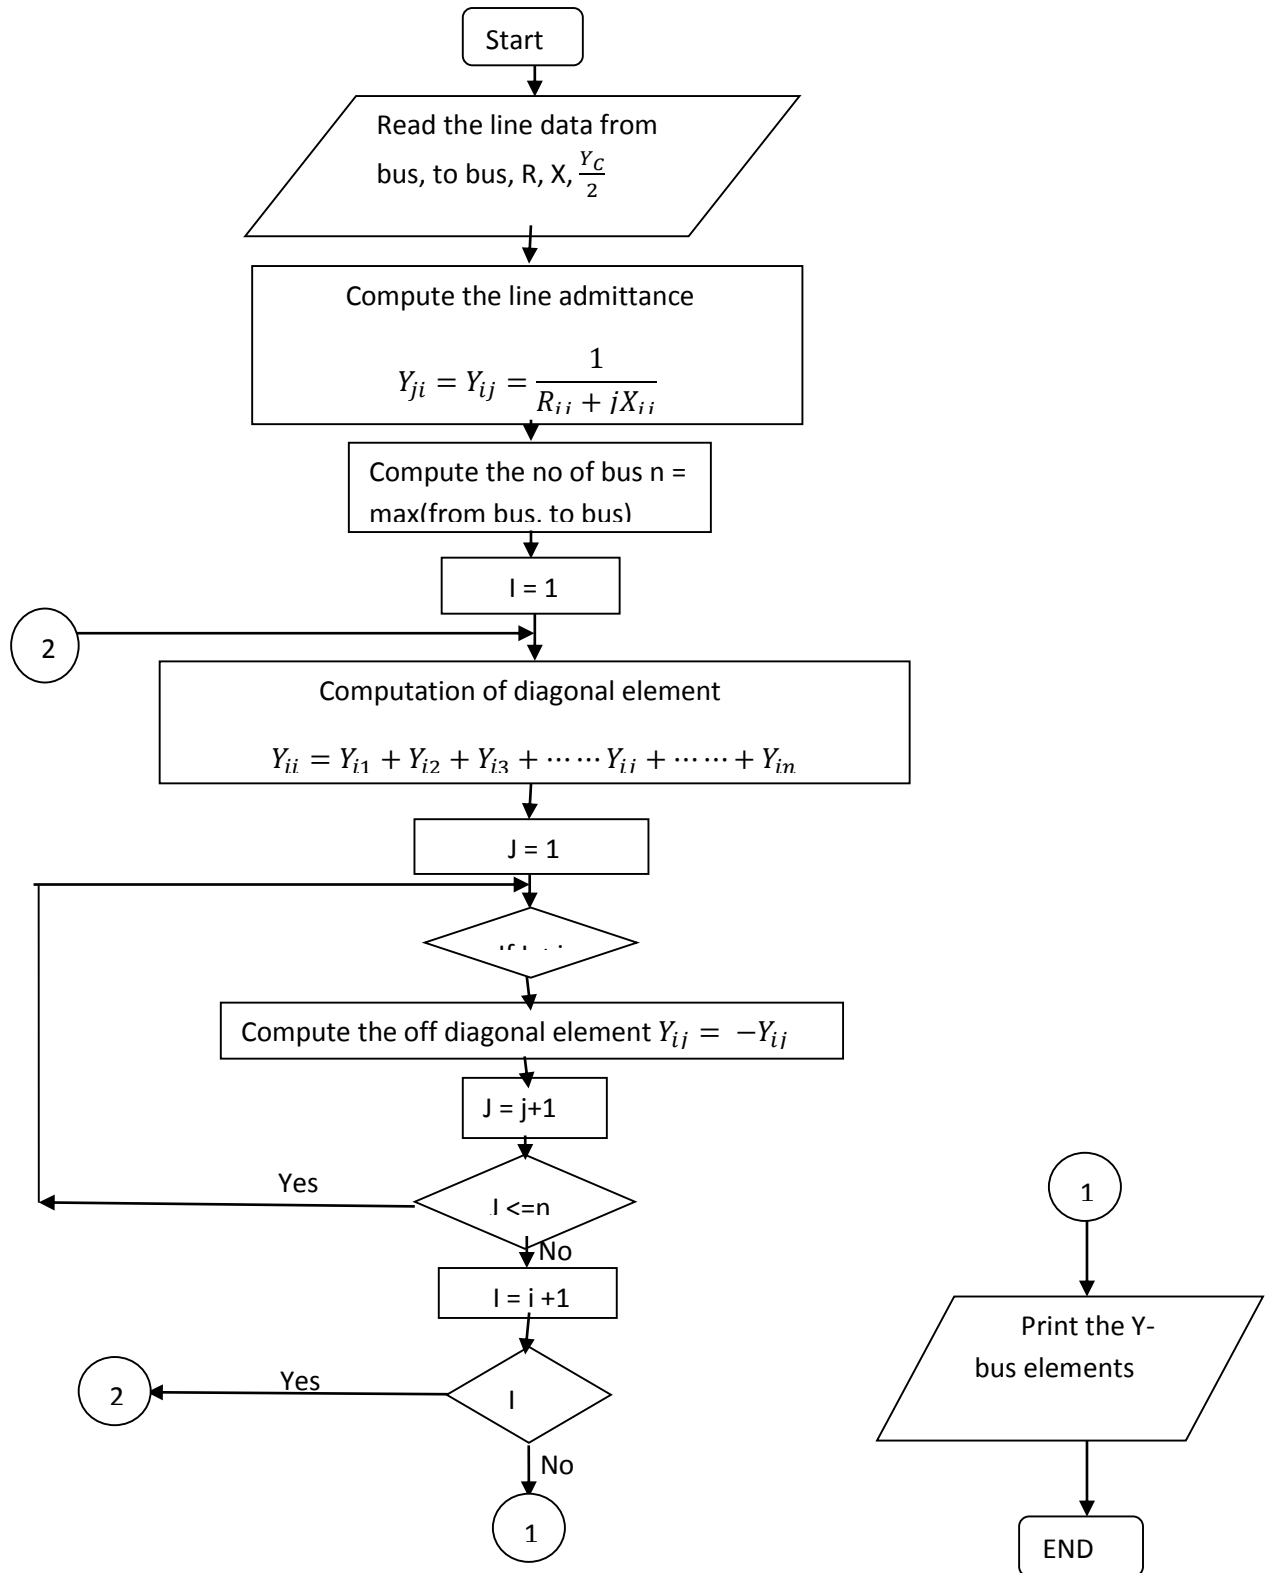 Start
Read the line data from
bus, to bus, R, X, Y_C/2
Compute the line admittance
Y_ji = Y_ij = 1/(R_ij + jX_ij)
Compute the no of bus n =
max(from bus, to bus)
I = 1
2
Computation of diagonal element
Y_ii = Y_i1 + Y_i2 + Y_i3 + ⋯⋯ Y_ij + ⋯⋯ + Y_in
J = 1
If
Compute the off diagonal element Y_ij = −Y_ij
J = j+1
Yes
J <=n
No
I = i +1
2
Yes
I
No
1
1
Print the Y-
bus elements
END